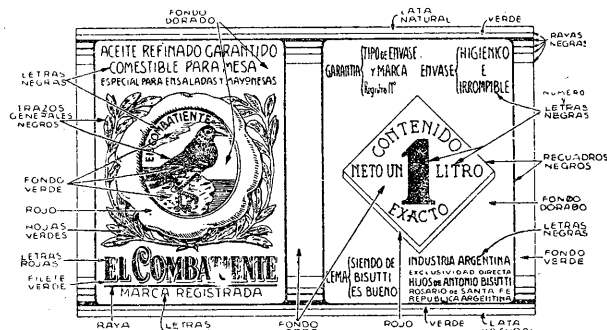 FONDO
DORADO
LATA
NATURAL
VERDE
RAYAS
NEGRAS
ACEITE REFINADO GARANTIDO
COMESTIBLE PARA MESA
ESPECIAL PARA ENSALADAS Y MAYONESAS
LETRAS
NEGRAS
TRAZOS
GENERALES
NEGROS
EL COMBATIENTE
FONDO
VERDE
ROJO
HOJAS
VERDES
LETRAS
ROJAS
FILETE
VERDE
EL COMBATIENTE
MARCA REGISTRADA
RAYA
LETRAS
FONDO
GARANTIA
TIPO DE ENVASE
Y MARCA
Registro Nº
ENVASE
HIGIENICO
E
IRROMPIBLE
NUMERO
Y
LETRAS
NEGRAS
CONTENIDO
NETO UN 1 LITRO
EXACTO
RECUADROS
NEGROS
FONDO
DORADO
LETRAS
NEGRAS
FONDO
VERDE
LEMA
SIENDO DE
BISUTTI
ES BUENO
INDUSTRIA ARGENTINA
EXCLUSIVIDAD DIRECTA
HIJOS DE ANTONIO BISUTTI
ROSARIO DE SANTA FE
REPUBLICA ARGENTINA
ROJO
VERDE
LATA